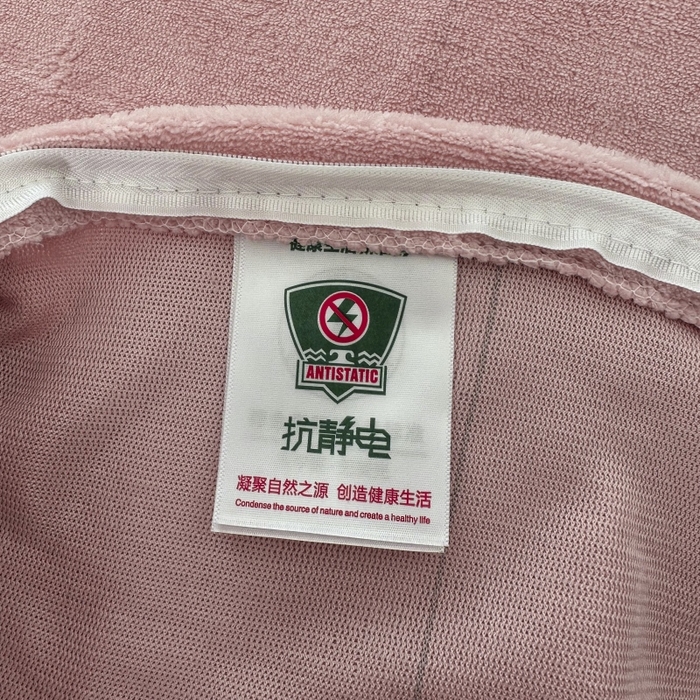 ANTISTATIC
抗静电
凝聚自然之源 创造健康生活
Condense the source of nature and create a healthy life